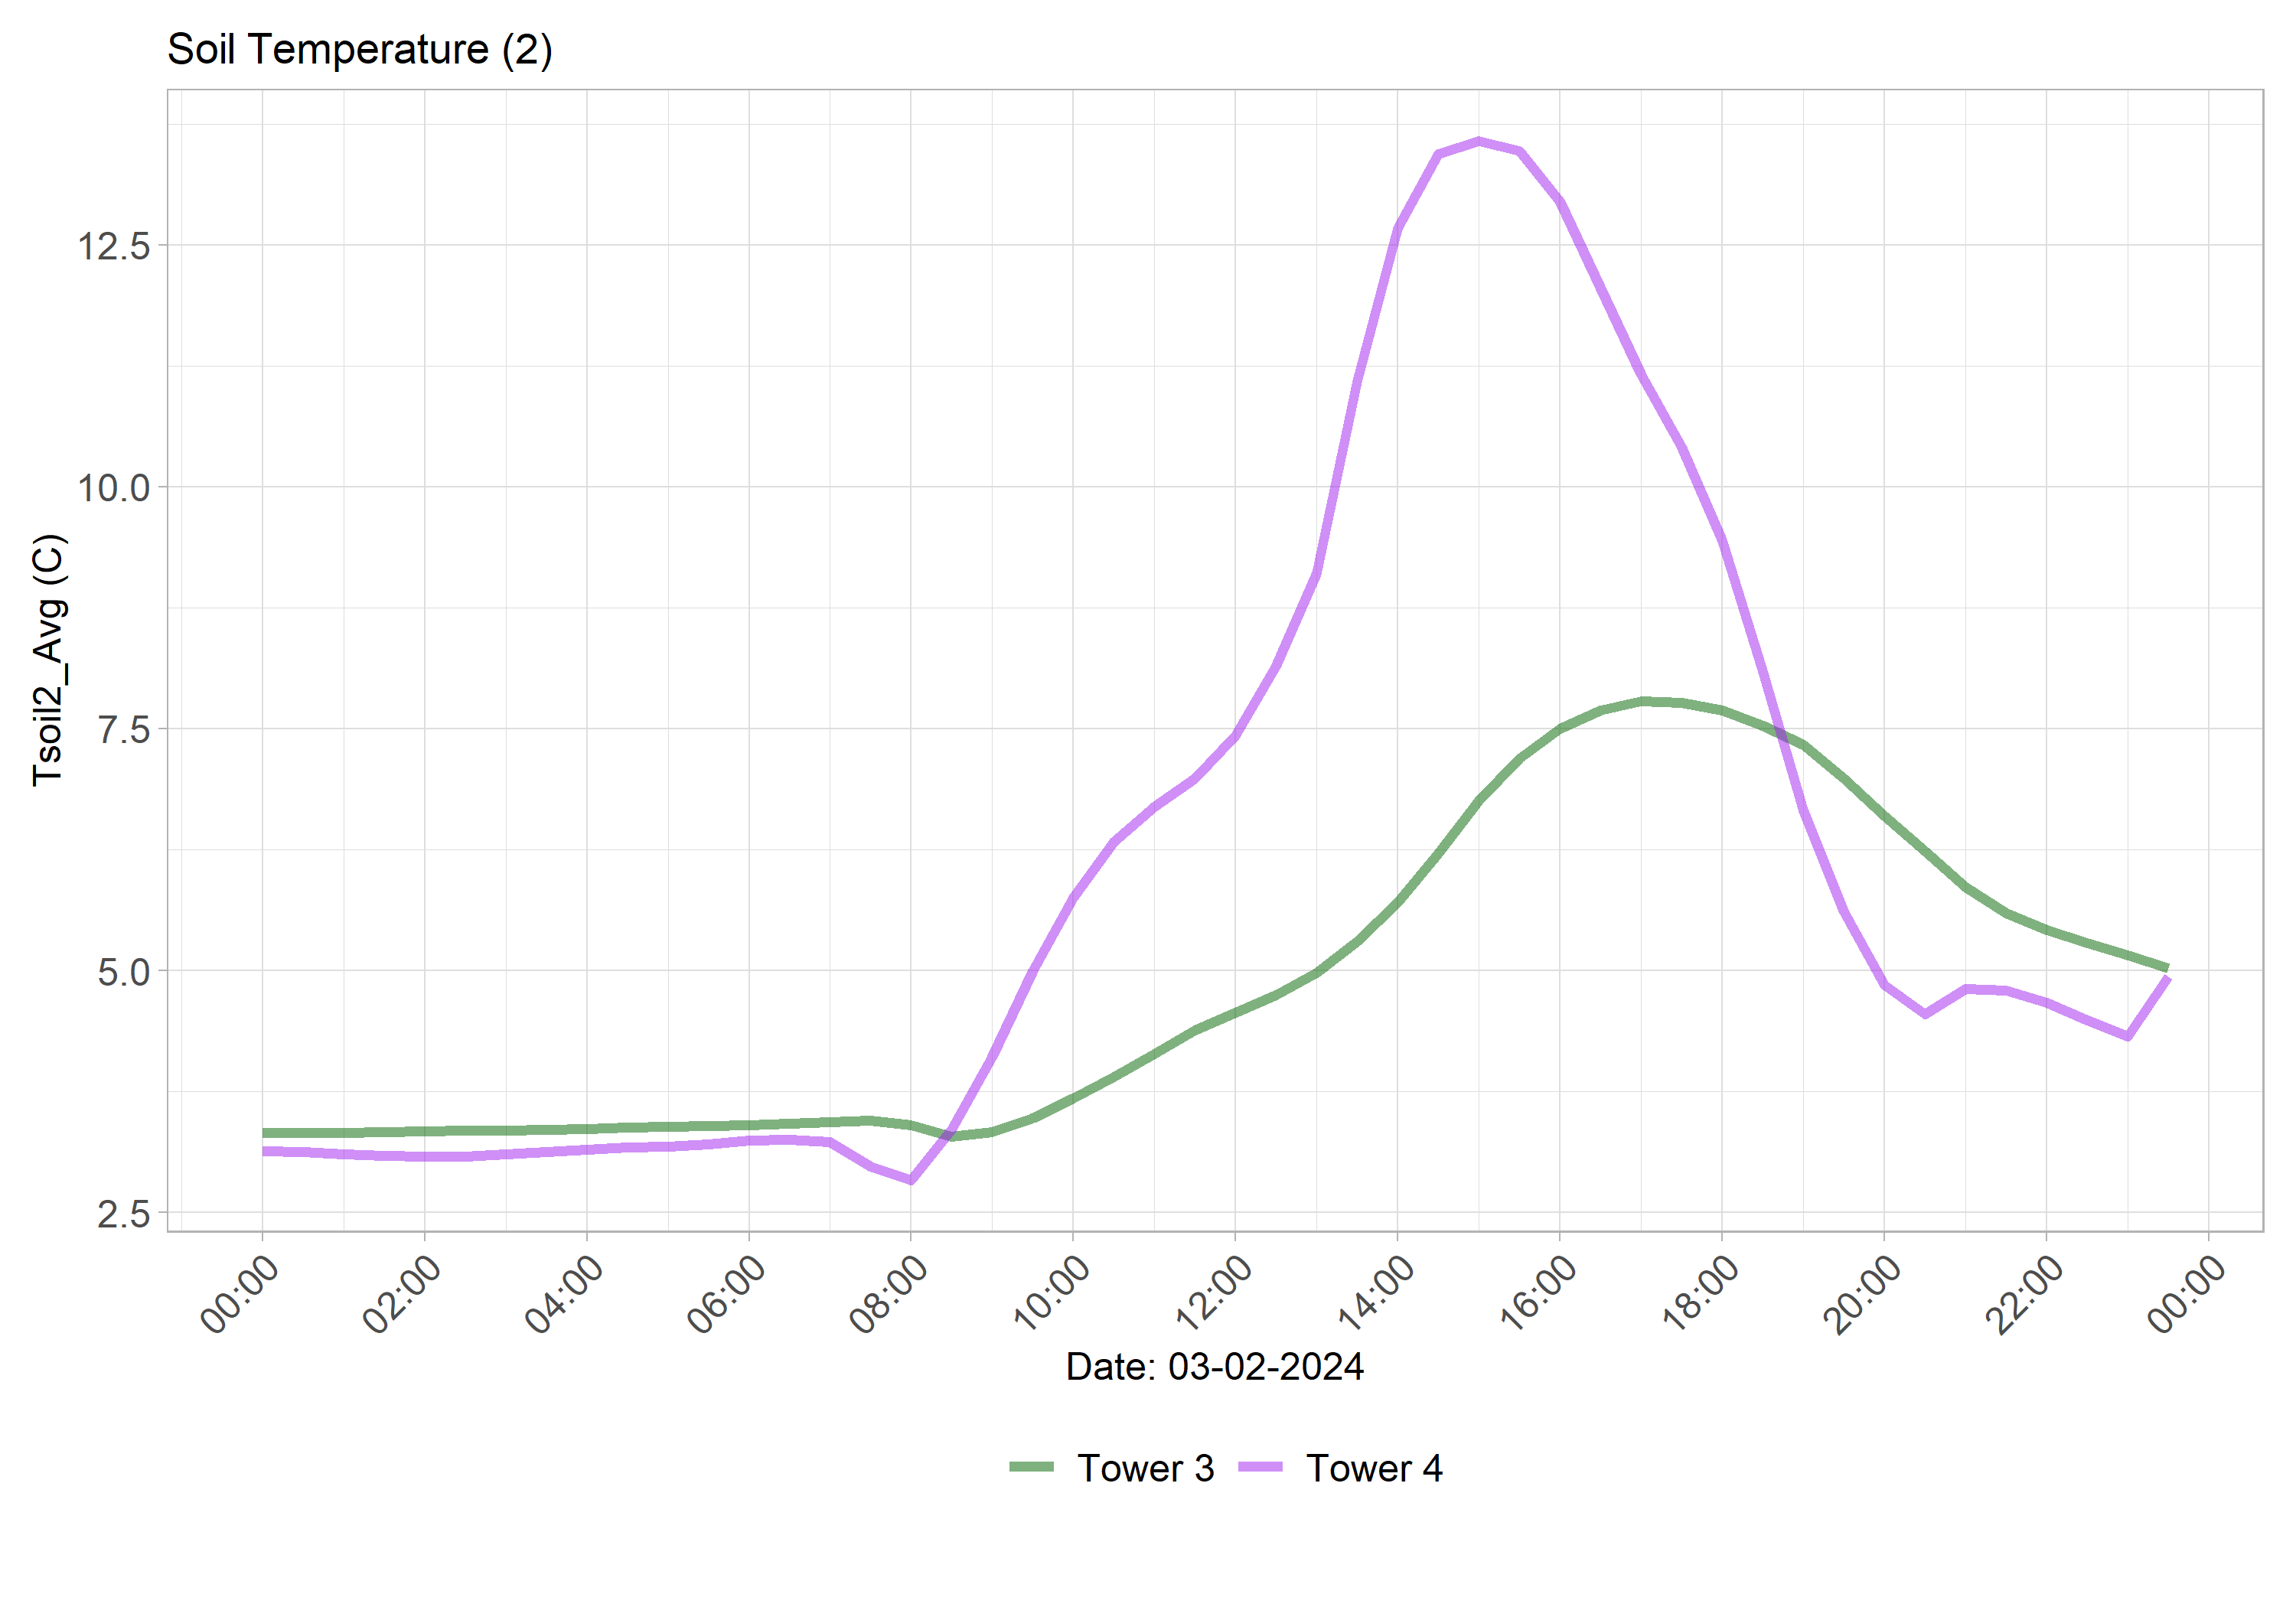 Soil Temperature (2)
Tsoil2_Avg (C)
12.5
10.0
7.5
5.0
2.5
00:00 02:00 04:00 06:00 08:00 10:00 12:00 14:00 16:00 18:00 20:00 22:00 00:00
Date: 03-02-2024
Tower 3 Tower 4